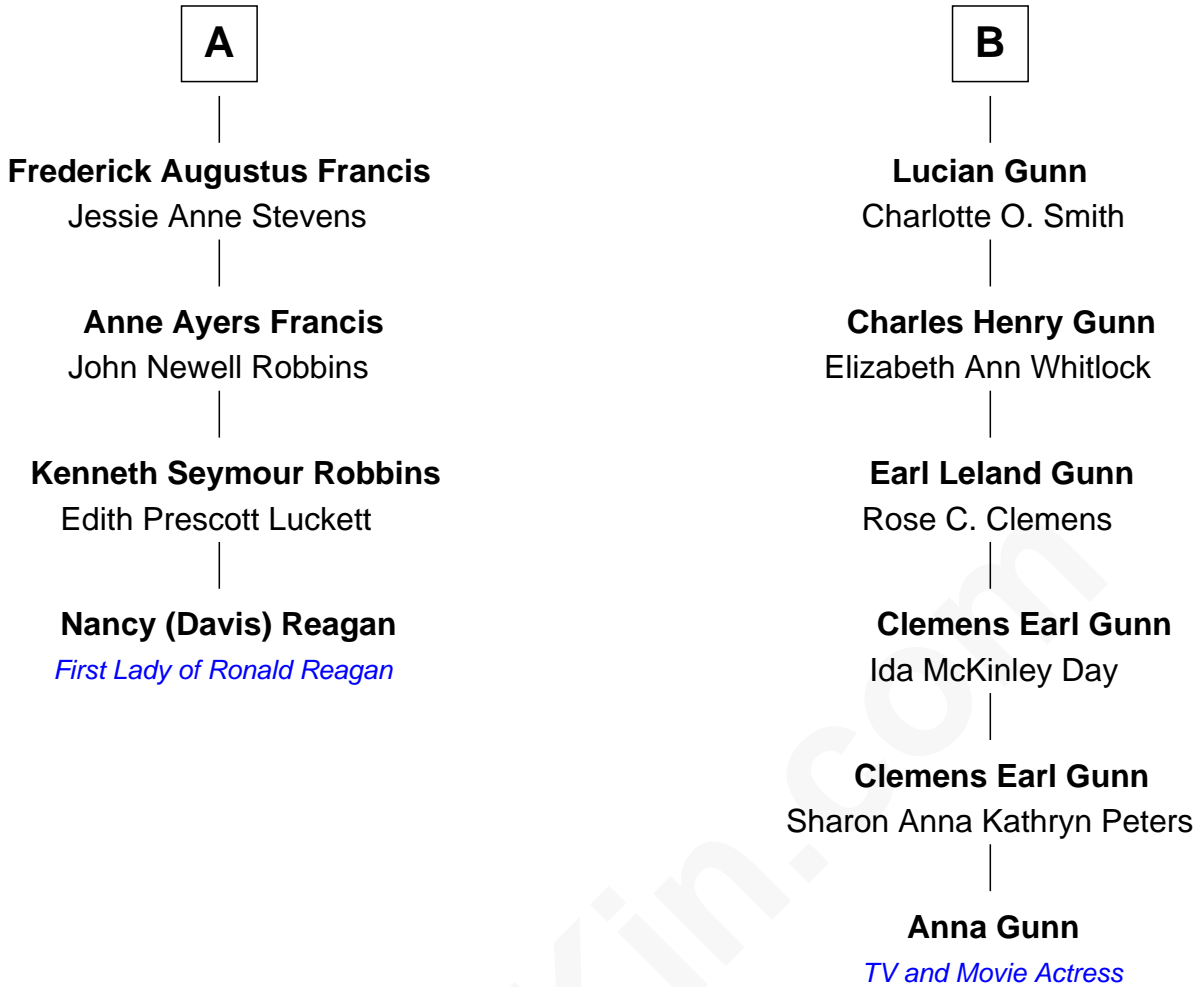 A
Frederick Augustus Francis
Jessie Anne Stevens
Anne Ayers Francis
John Newell Robbins
Kenneth Seymour Robbins
Edith Prescott Luckett
Nancy (Davis) Reagan
First Lady of Ronald Reagan
B
Lucian Gunn
Charlotte O. Smith
Charles Henry Gunn
Elizabeth Ann Whitlock
Earl Leland Gunn
Rose C. Clemens
Clemens Earl Gunn
Ida McKinley Day
Clemens Earl Gunn
Sharon Anna Kathryn Peters
Anna Gunn
TV and Movie Actress
Kin.com